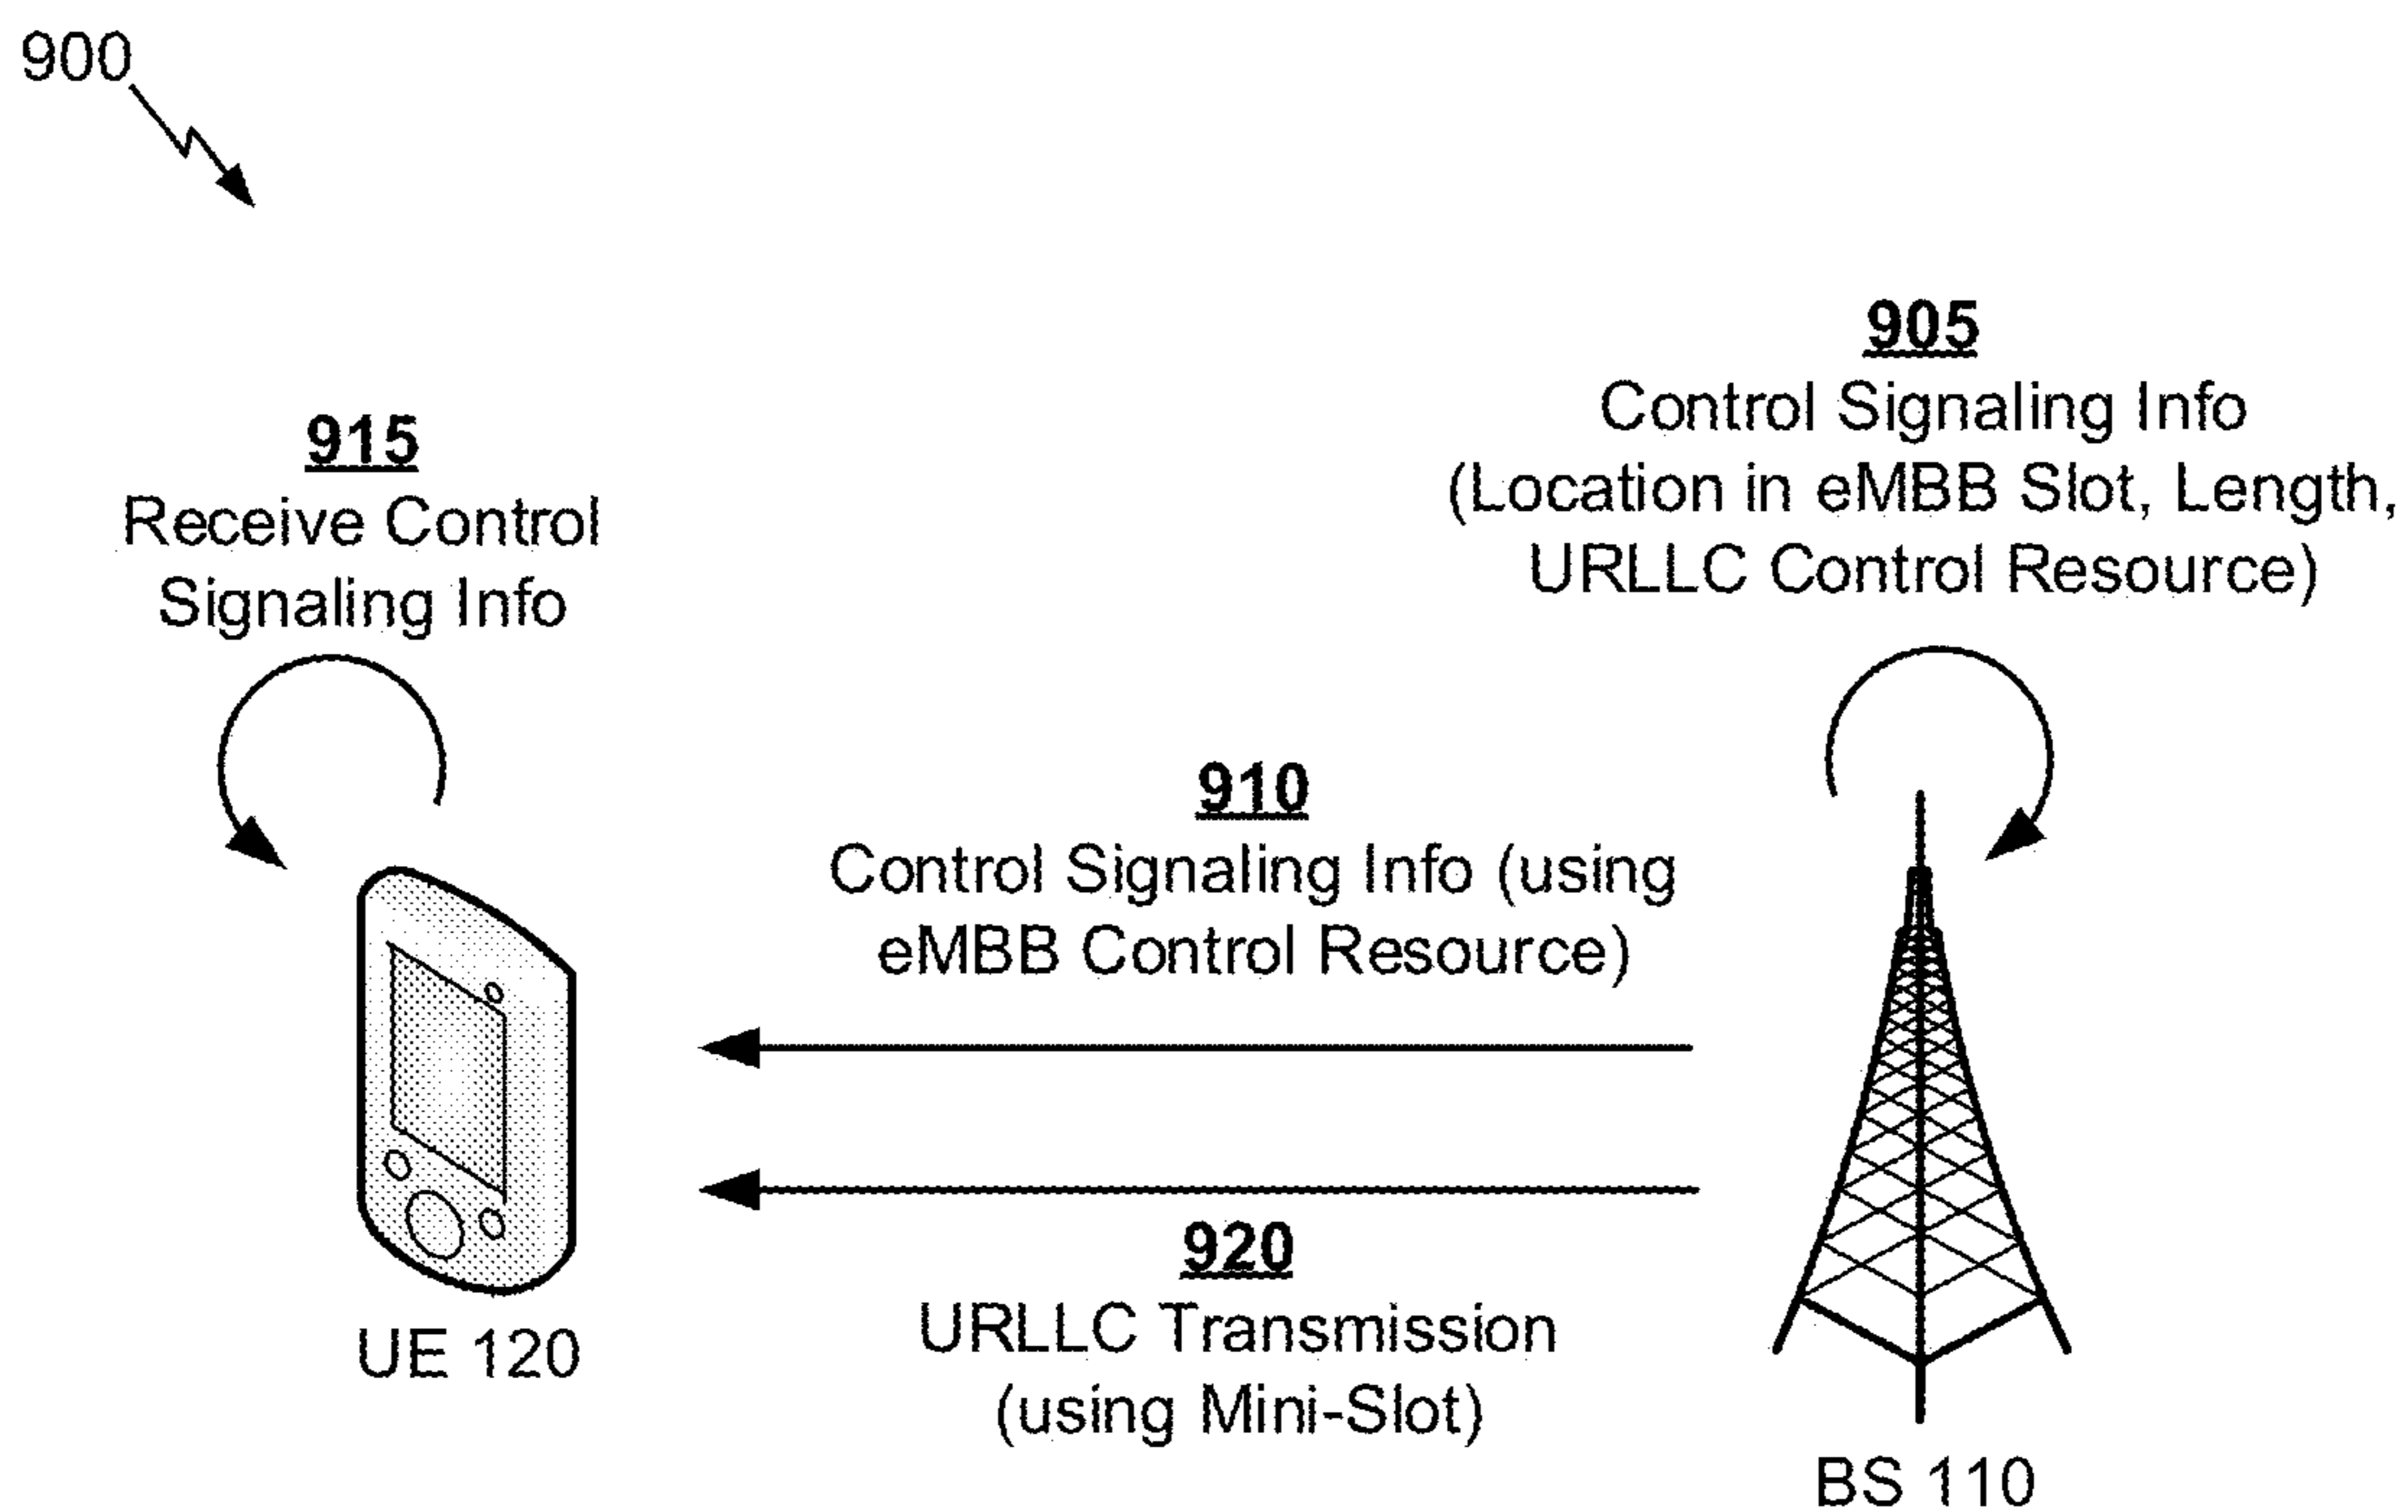 900
905
Control Signaling Info
(Location in eMBB Slot, Length,
URLLC Control Resource)
915
Receive Control
Signaling Info
910
Control Signaling Info (using
eMBB Control Resource)
920
URLLC Transmission
(using Mini-Slot)
UE 120
BS 110